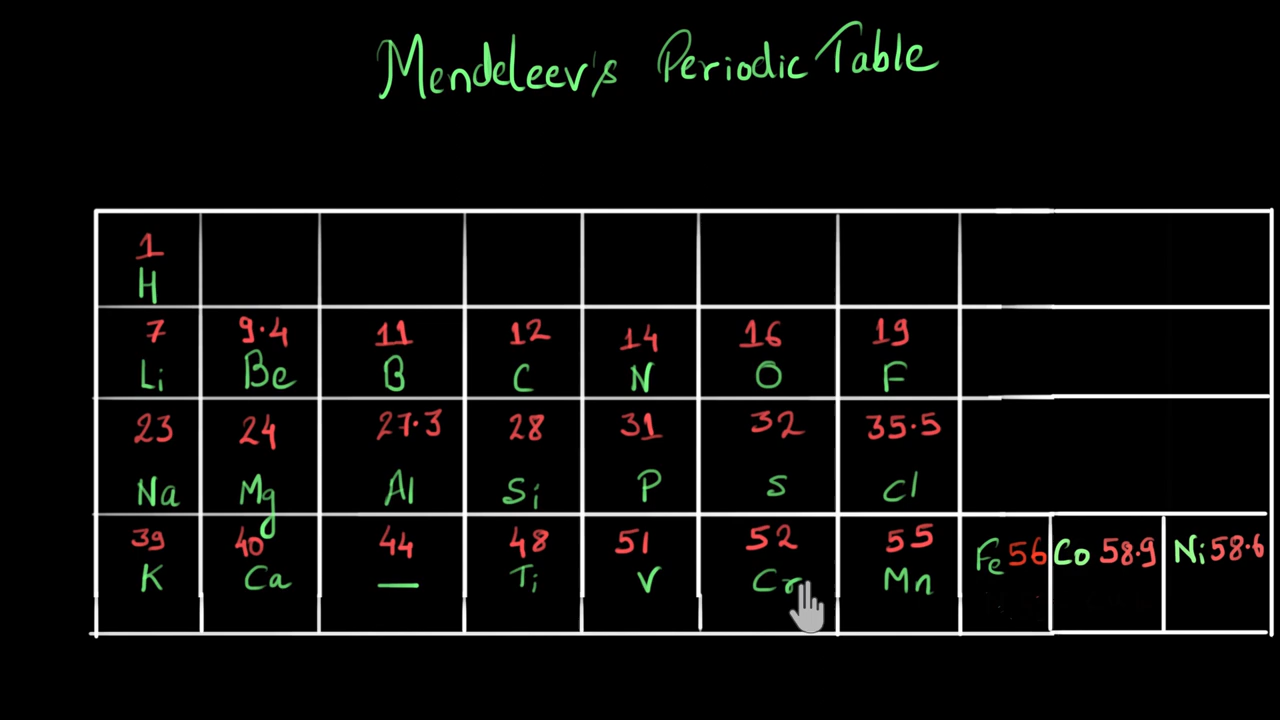 Mendeleev's Periodic Table
1
H
7 9.4 11 12 14 16 19
Li Be B C N O F
23 24 27.3 28 31 32 35.5
Na Mg Al Si P S Cl
39 40 44 48 51 52 55
K Ca — Ti V Cr Mn Fe 56 Co 58.9 Ni 58.6